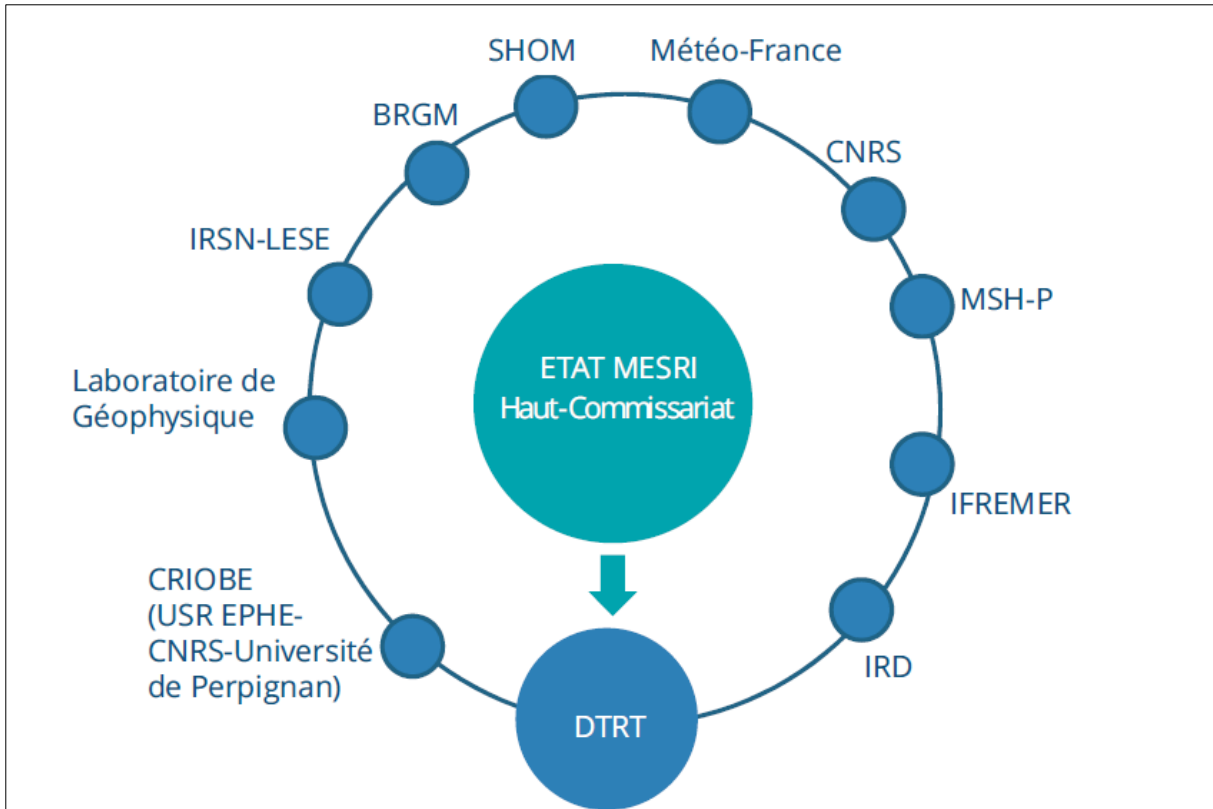 SHOM
Météo-France
BRGM
CNRS
IRSN-LESE
MSH-P
ETAT MESRI
Haut-Commissariat
Laboratoire de
Géophysique
IFREMER
CRIOBE
(USR EPHE-
CNRS-Université
de Perpignan)
IRD
DTRT